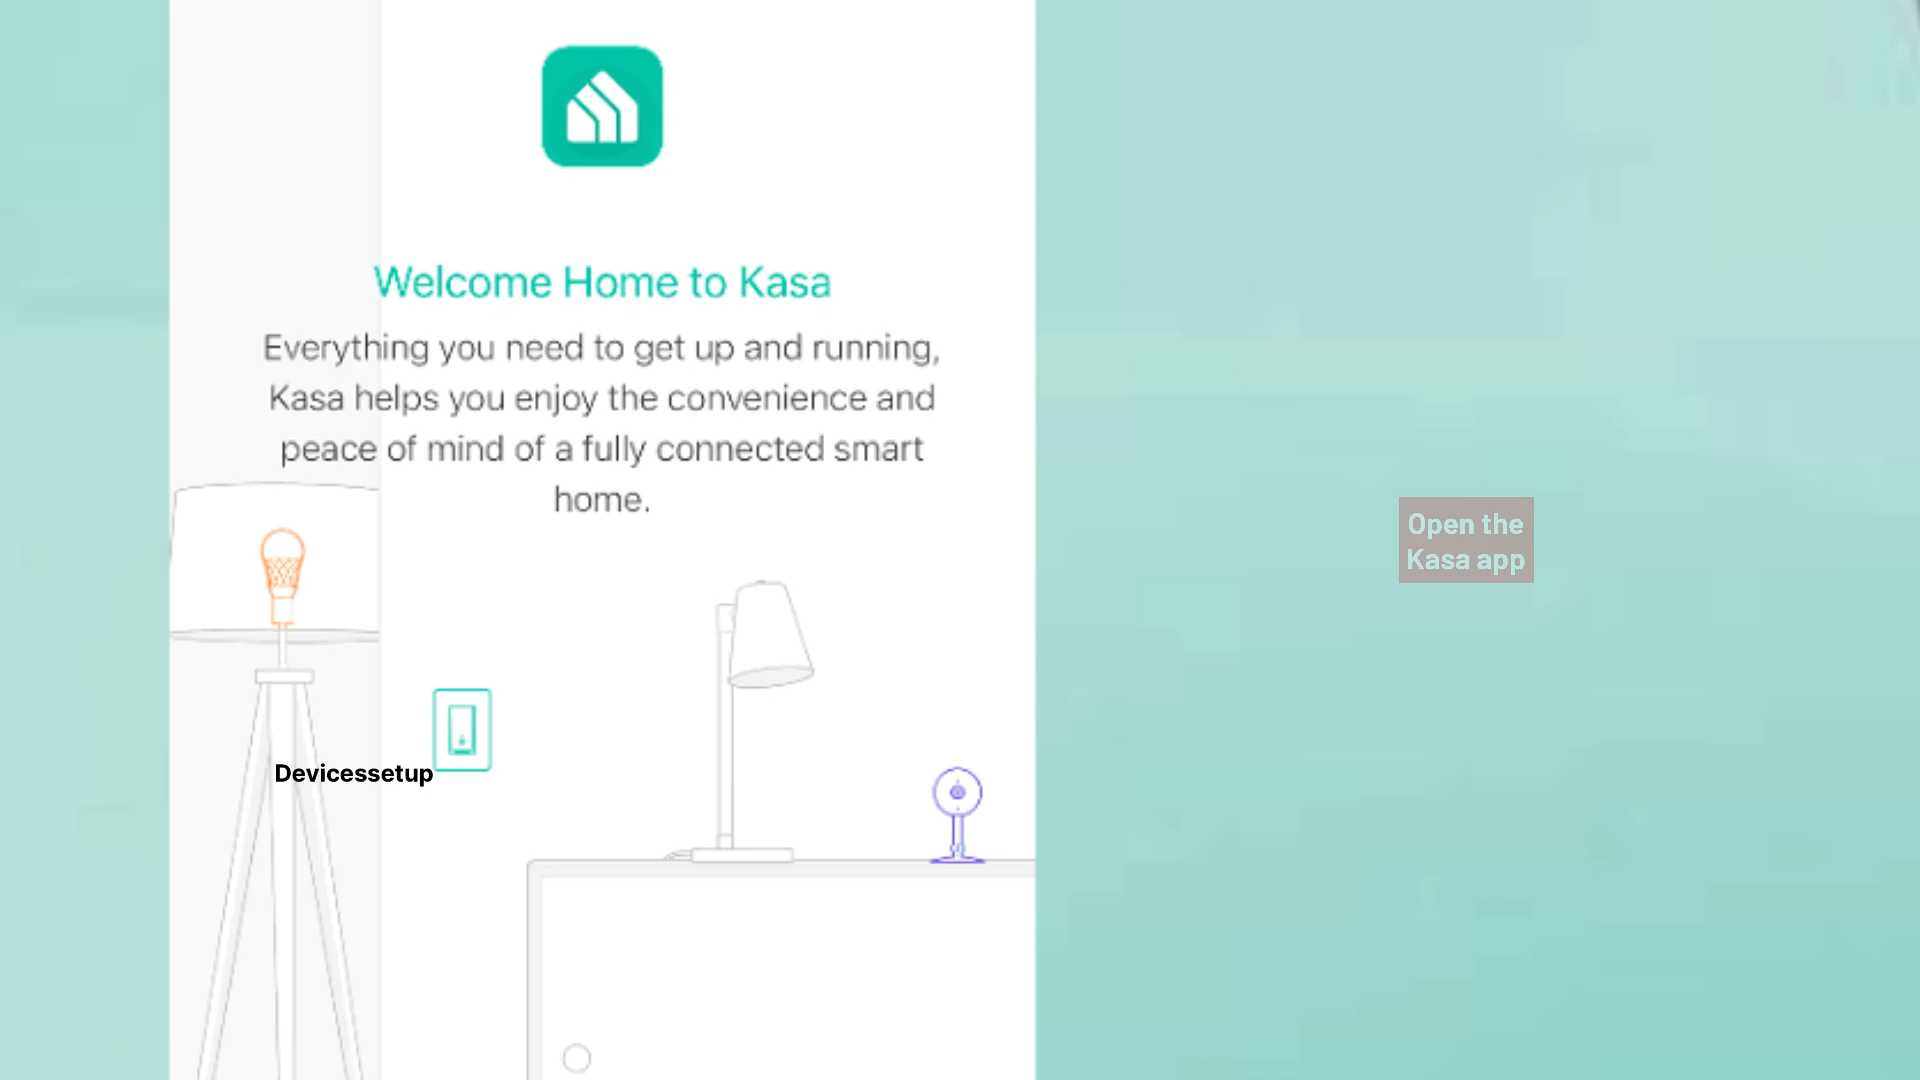 Welcome Home to Kasa
Everything you need to get up and running,
Kasa helps you enjoy the convenience and
peace of mind of a fully connected smart
home.
Devicessetup
Open the
Kasa app